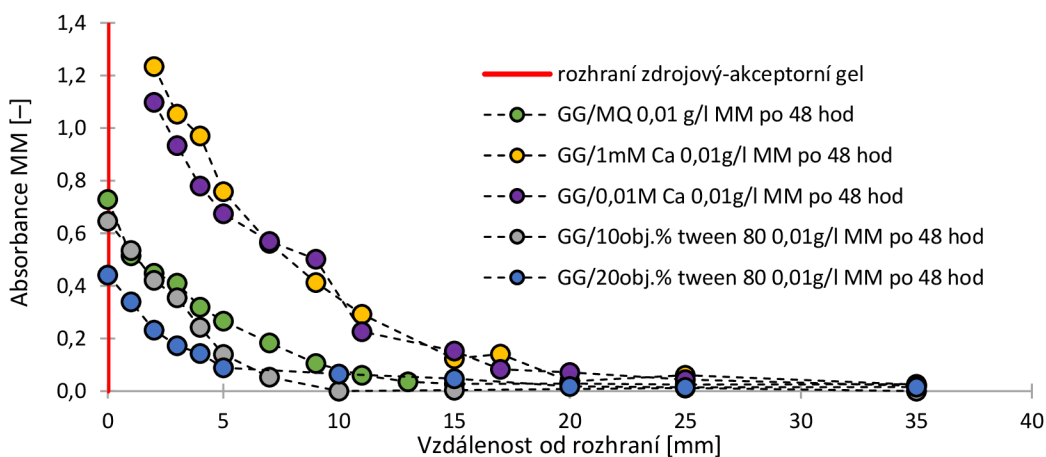 1,4
1,2
1,0
0,8
0,6
0,4
0,2
0,0
Absorbance MM [–]
rozhraní zdrojový-akceptorní gel
GG/MQ 0,01 g/l MM po 48 hod
GG/1mM Ca 0,01g/l MM po 48 hod
GG/0,01M Ca 0,01g/l MM po 48 hod
GG/10obj.% tween 80 0,01g/l MM po 48 hod
GG/20obj.% tween 80 0,01g/l MM po 48 hod
0 5 10 15 20 25 30 35 40
Vzdálenost od rozhraní [mm]